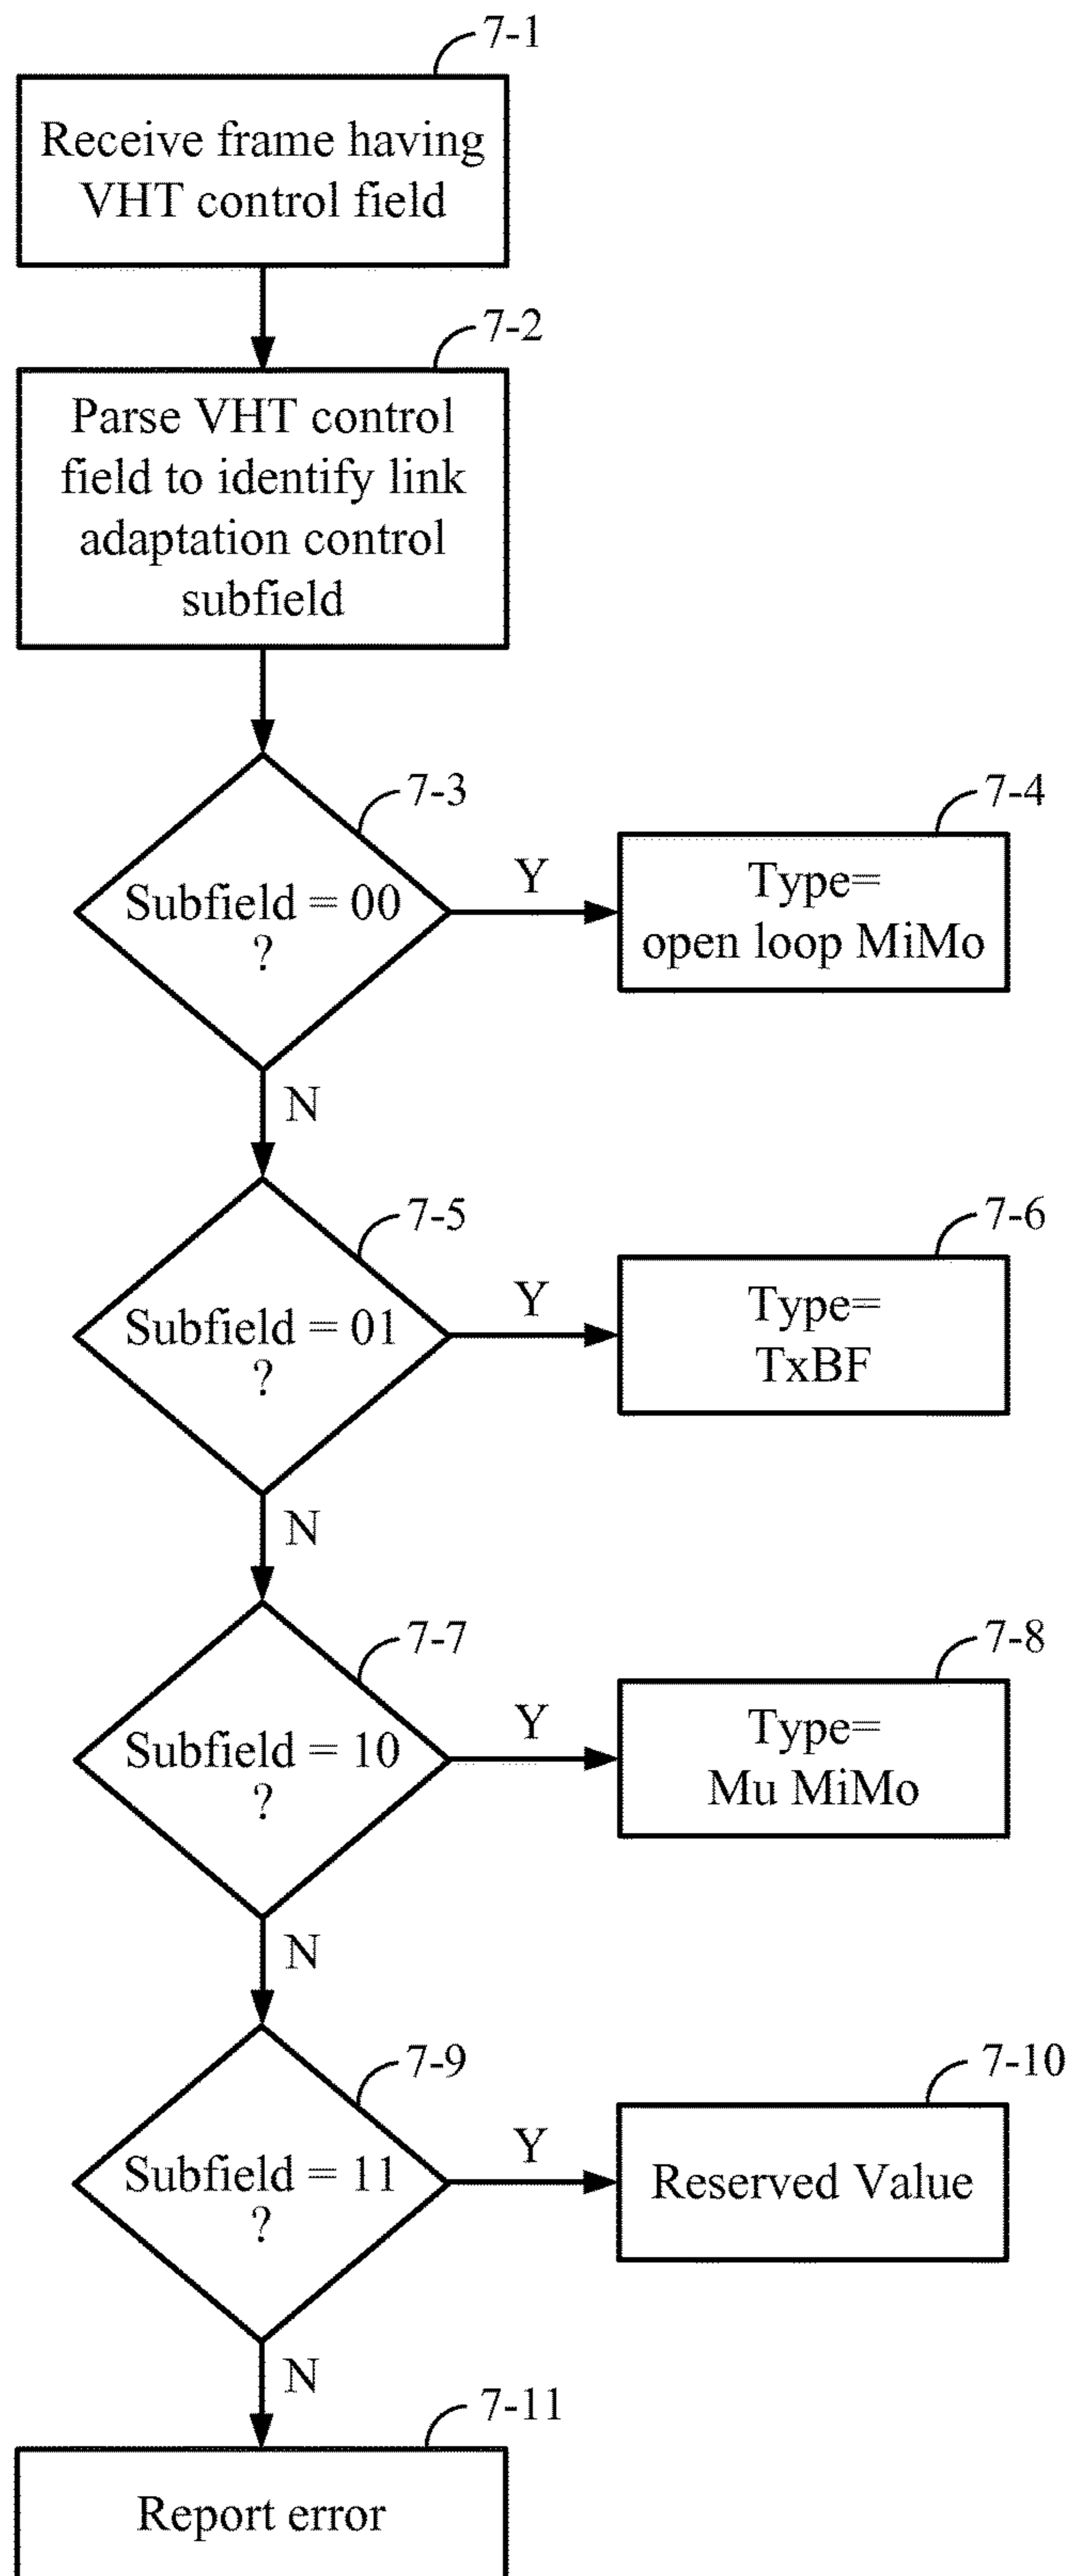 7-1
Receive frame having
VHT control field
7-2
Parse VHT control
field to identify link
adaptation control
subfield
7-3
Subfield = 00
?
Y
7-4
Type=
open loop MiMo
N
7-5
Subfield = 01
?
Y
7-6
Type=
TxBF
N
7-7
Subfield = 10
?
Y
7-8
Type=
Mu MiMo
N
7-9
Subfield = 11
?
Y
7-10
Reserved Value
N
7-11
Report error